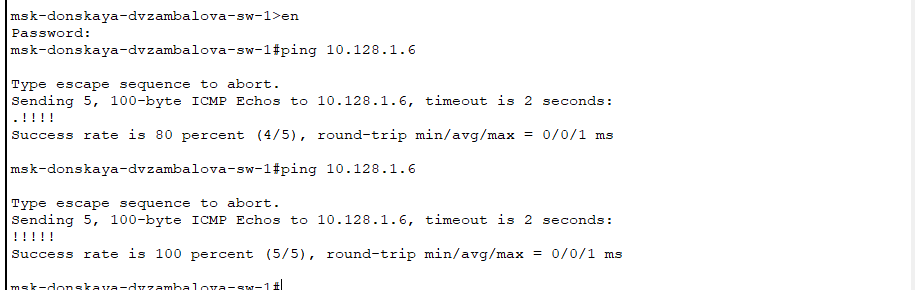 msk-donskaya-dvzambalova-sw-1>en
Password:
msk-donskaya-dvzambalova-sw-1#ping 10.128.1.6
Type escape sequence to abort.
Sending 5, 100-byte ICMP Echos to 10.128.1.6, timeout is 2 seconds:
.!!!!
Success rate is 80 percent (4/5), round-trip min/avg/max = 0/0/1 ms
msk-donskaya-dvzambalova-sw-1#ping 10.128.1.6
Type escape sequence to abort.
Sending 5, 100-byte ICMP Echos to 10.128.1.6, timeout is 2 seconds:
!!!!!
Success rate is 100 percent (5/5), round-trip min/avg/max = 0/0/1 ms
msk-donskaya-dvzambalova-sw-1#